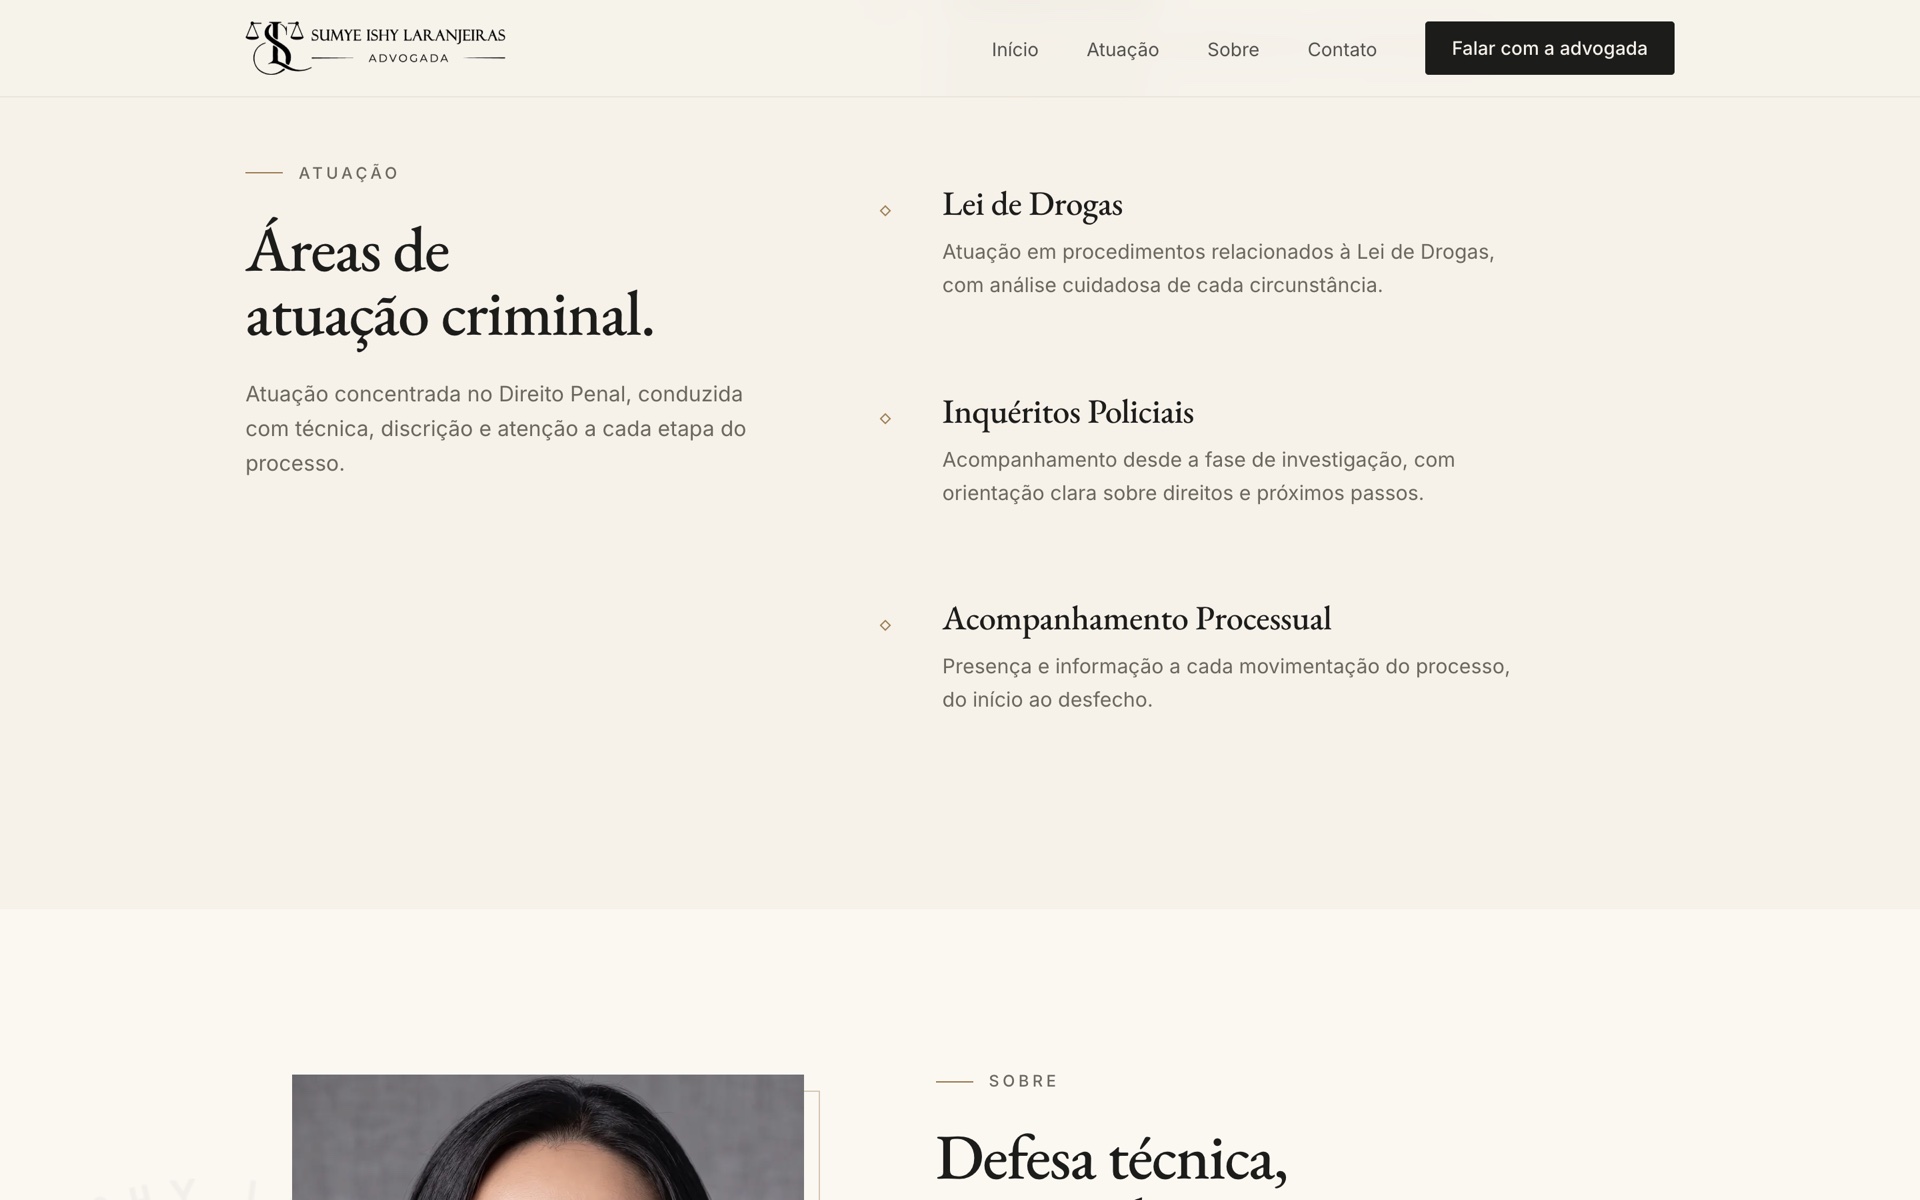 SUMYE ISHY LARANJEIRAS
ADVOGADA
Início
Atuação
Sobre
Contato
Falar com a advogada
ATUAÇÃO
Áreas de
atuação criminal.
Atuação concentrada no Direito Penal, conduzida
com técnica, discrição e atenção a cada etapa do
processo.
Lei de Drogas
Atuação em procedimentos relacionados à Lei de Drogas,
com análise cuidadosa de cada circunstância.
Inquéritos Policiais
Acompanhamento desde a fase de investigação, com
orientação clara sobre direitos e próximos passos.
Acompanhamento Processual
Presença e informação a cada movimentação do processo,
do início ao desfecho.
SOBRE
Defesa técnica,